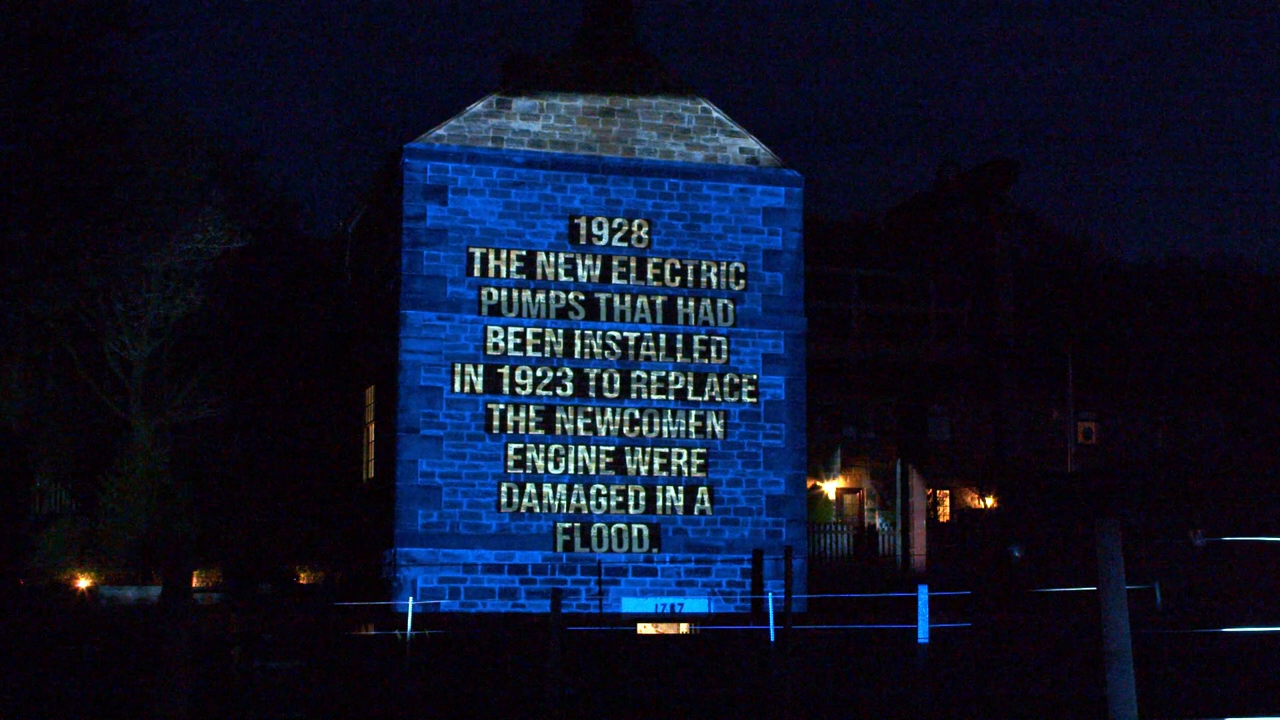 1928
THE NEW ELECTRIC
PUMPS THAT HAD
BEEN INSTALLED
IN 1923 TO REPLACE
THE NEWCOMEN
ENGINE WERE
DAMAGED IN A
FLOOD.